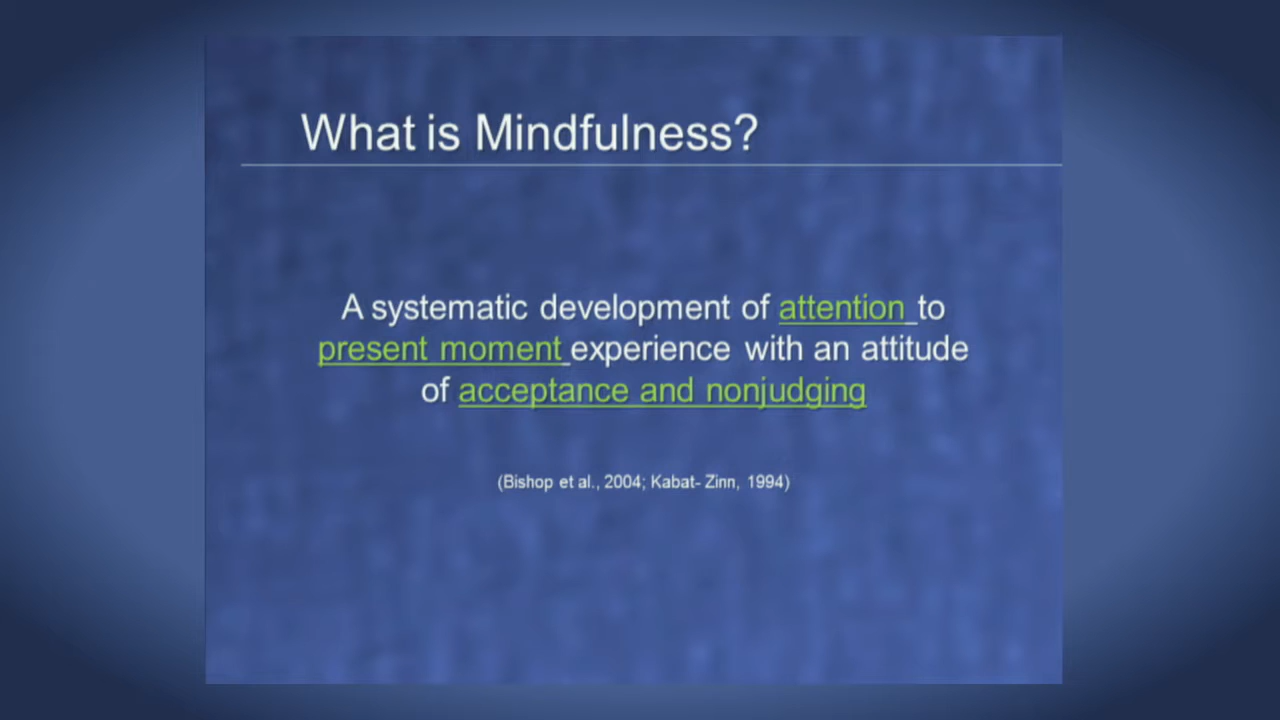 What is Mindfulness?
A systematic development of attention to
present moment experience with an attitude
of acceptance and nonjudging
(Bishop et al., 2004; Kabat- Zinn, 1994)